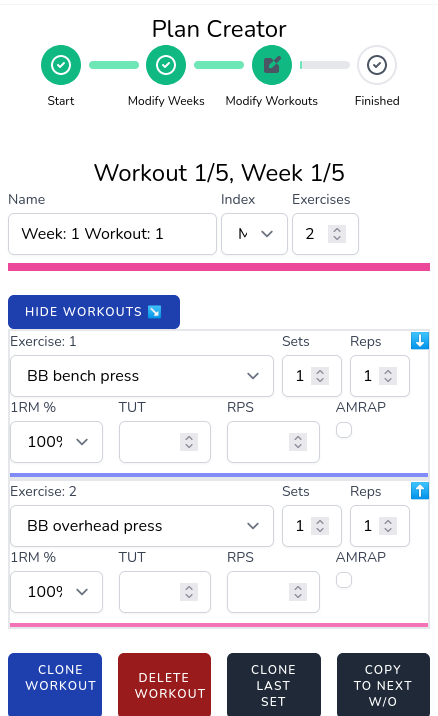 Plan Creator
Start Modify Weeks Modify Workouts Finished
Workout 1/5, Week 1/5
Name Index Exercises
Week: 1 Workout: 1 2
HIDE WORKOUTS ↘
Exercise: 1 Sets Reps ↓
BB bench press 1 1
1RM % TUT RPS AMRAP
100%
Exercise: 2 Sets Reps ↑
BB overhead press 1 1
1RM % TUT RPS AMRAP
100%
CLONE WORKOUT
DELETE WORKOUT
CLONE LAST SET
COPY TO NEXT W/O